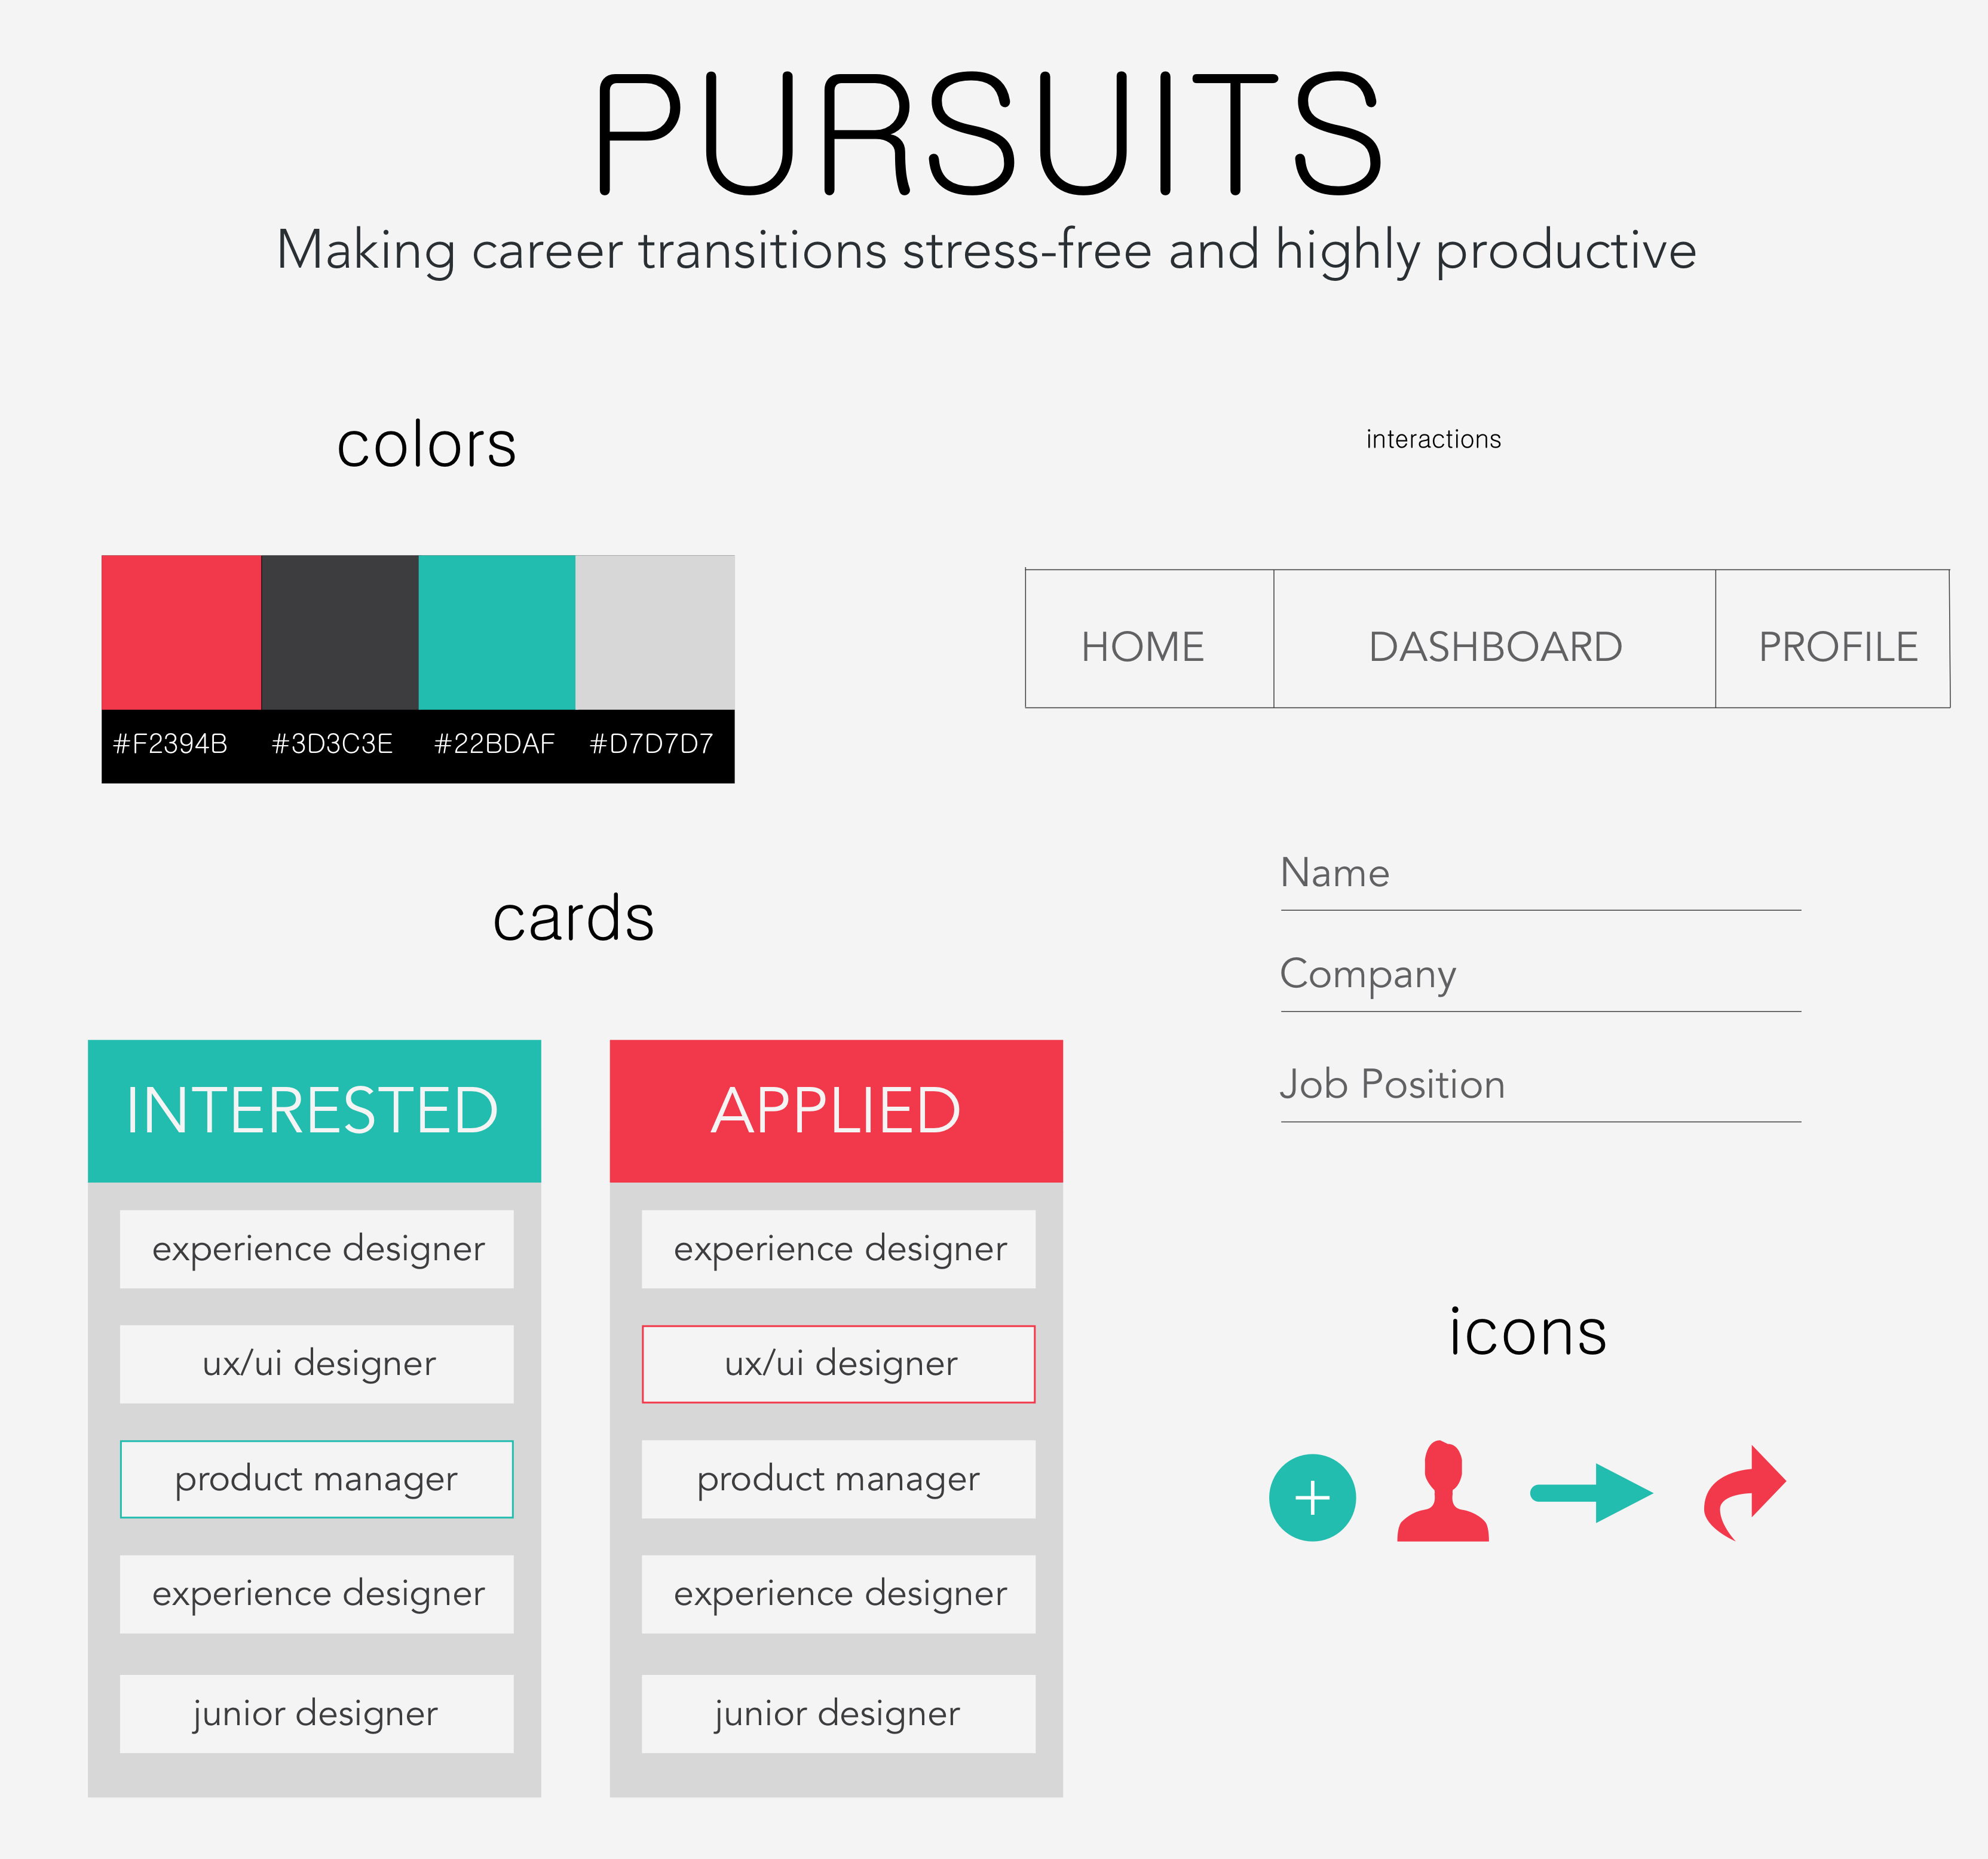 PURSUITS
Making career transitions stress-free and highly productive
colors
#F2394B #3D3C3E #22BDAF #D7D7D7
interactions
HOME DASHBOARD PROFILE
Name
Company
Job Position
cards
INTERESTED
experience designer
ux/ui designer
product manager
experience designer
junior designer
APPLIED
experience designer
ux/ui designer
product manager
experience designer
junior designer
icons